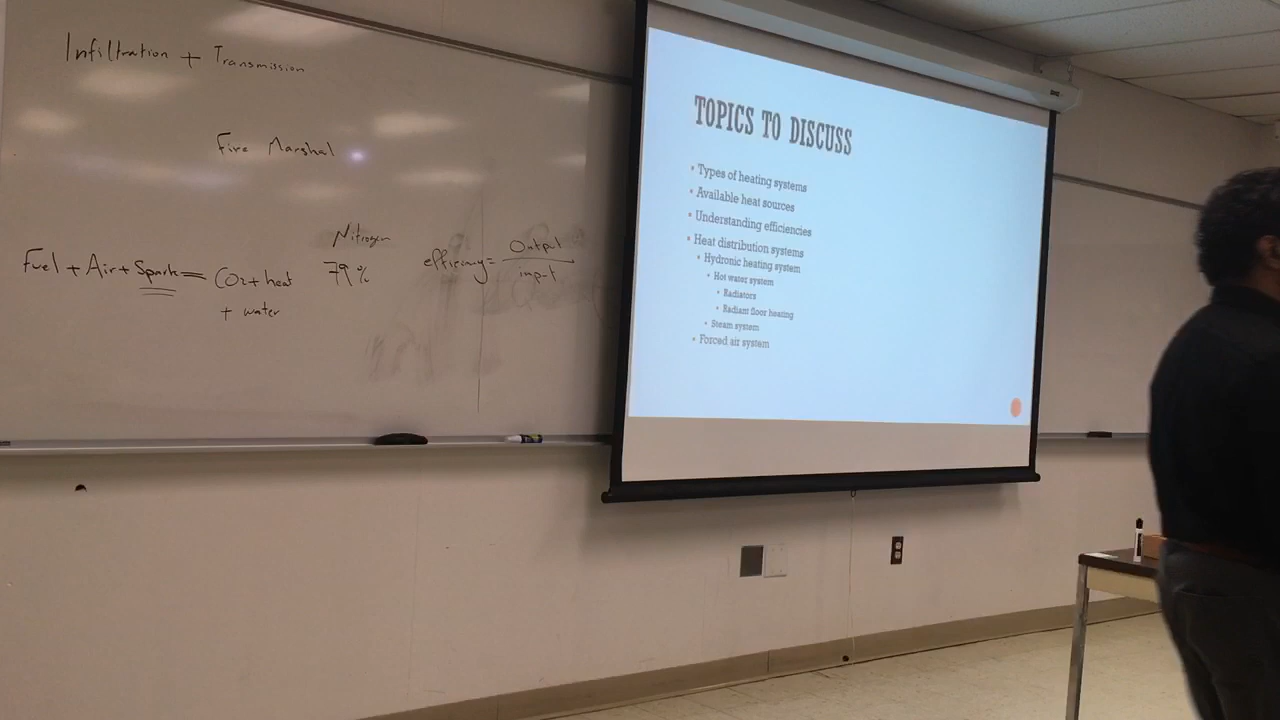 Infiltration + Transmission
Fire Marshal
Nitrogen
79%
Fuel + Air + Spark = CO2 + heat
+ water
efficiency = Output
input
TOPICS TO DISCUSS
Types of heating systems
Available heat sources
Understanding efficiencies
Heat distribution systems
Hydronic heating system
Hot water system
Radiators
Radiant floor heating
Steam system
Forced air system